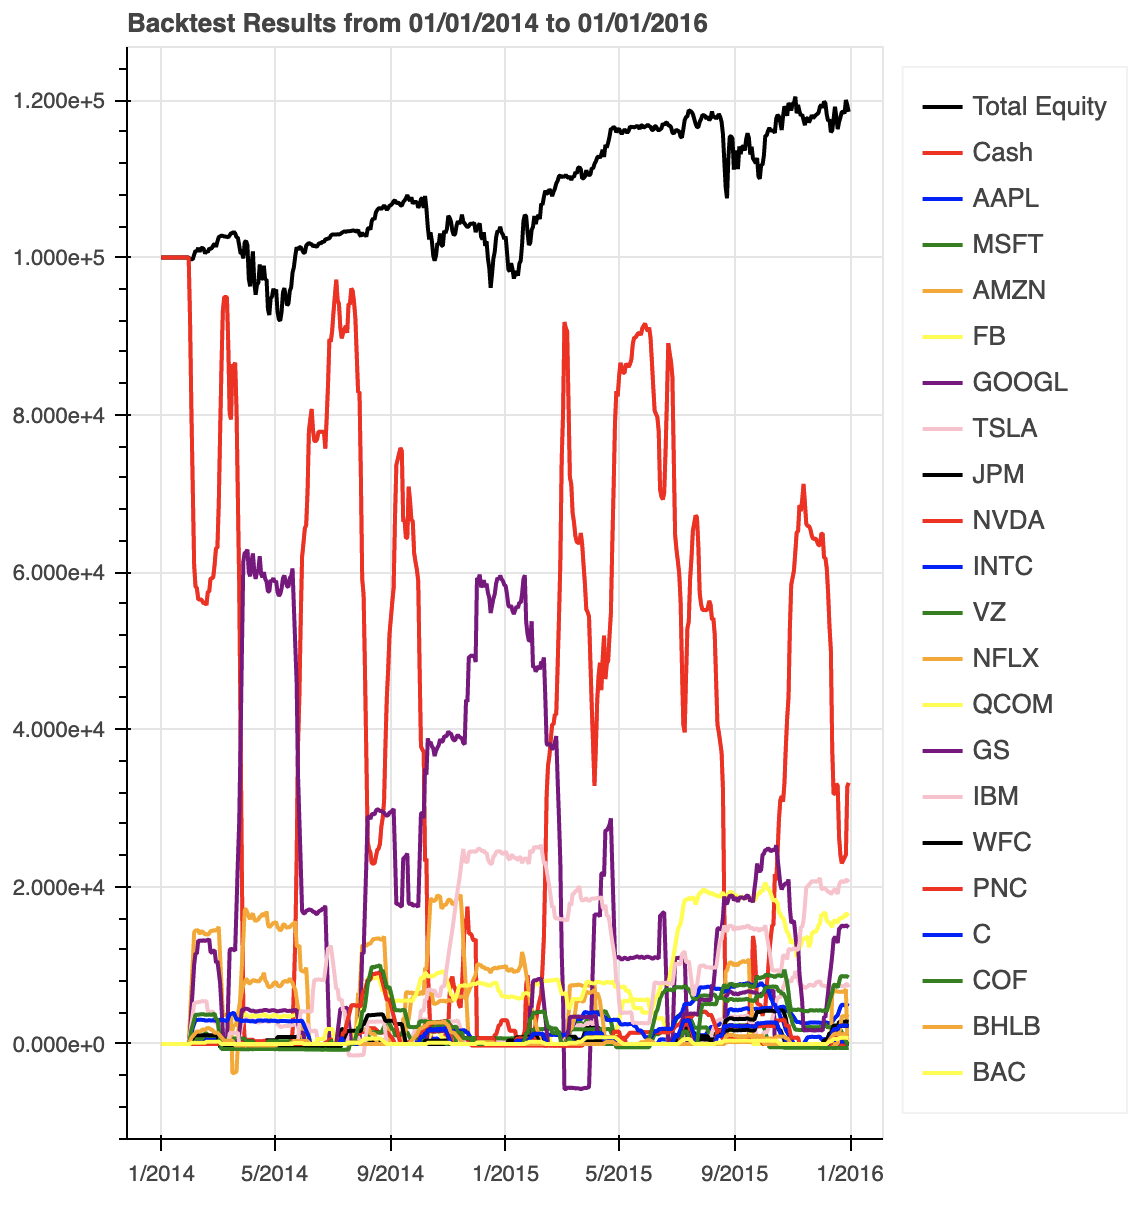 Backtest Results from 01/01/2014 to 01/01/2016
1.200e+5
1.000e+5
8.000e+4
6.000e+4
4.000e+4
2.000e+4
0.000e+0
1/2014
5/2014
9/2014
1/2015
5/2015
9/2015
1/2016
Total Equity
Cash
AAPL
MSFT
AMZN
FB
GOOGL
TSLA
JPM
NVDA
INTC
VZ
NFLX
QCOM
GS
IBM
WFC
PNC
C
COF
BHLB
BAC